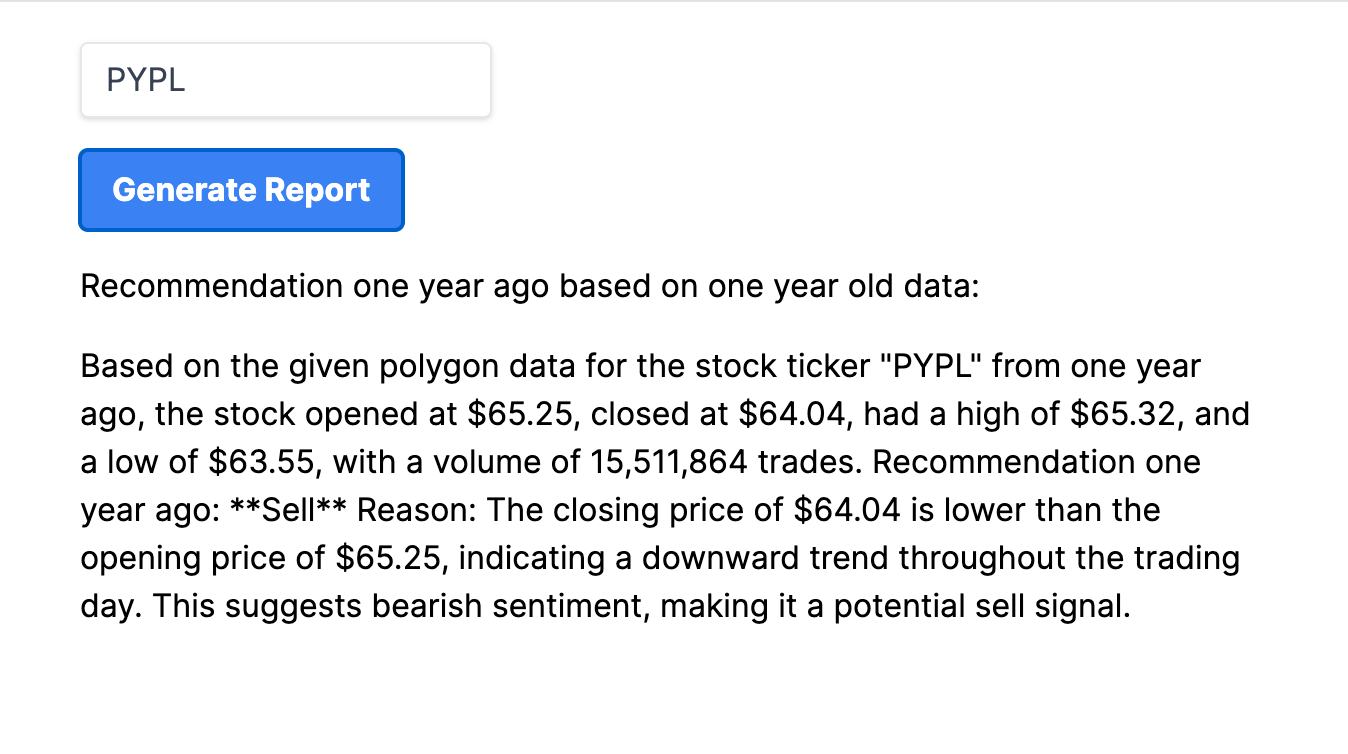 PYPL
Generate Report
Recommendation one year ago based on one year old data:
Based on the given polygon data for the stock ticker "PYPL" from one year
ago, the stock opened at $65.25, closed at $64.04, had a high of $65.32, and
a low of $63.55, with a volume of 15,511,864 trades. Recommendation one
year ago: **Sell** Reason: The closing price of $64.04 is lower than the
opening price of $65.25, indicating a downward trend throughout the trading
day. This suggests bearish sentiment, making it a potential sell signal.